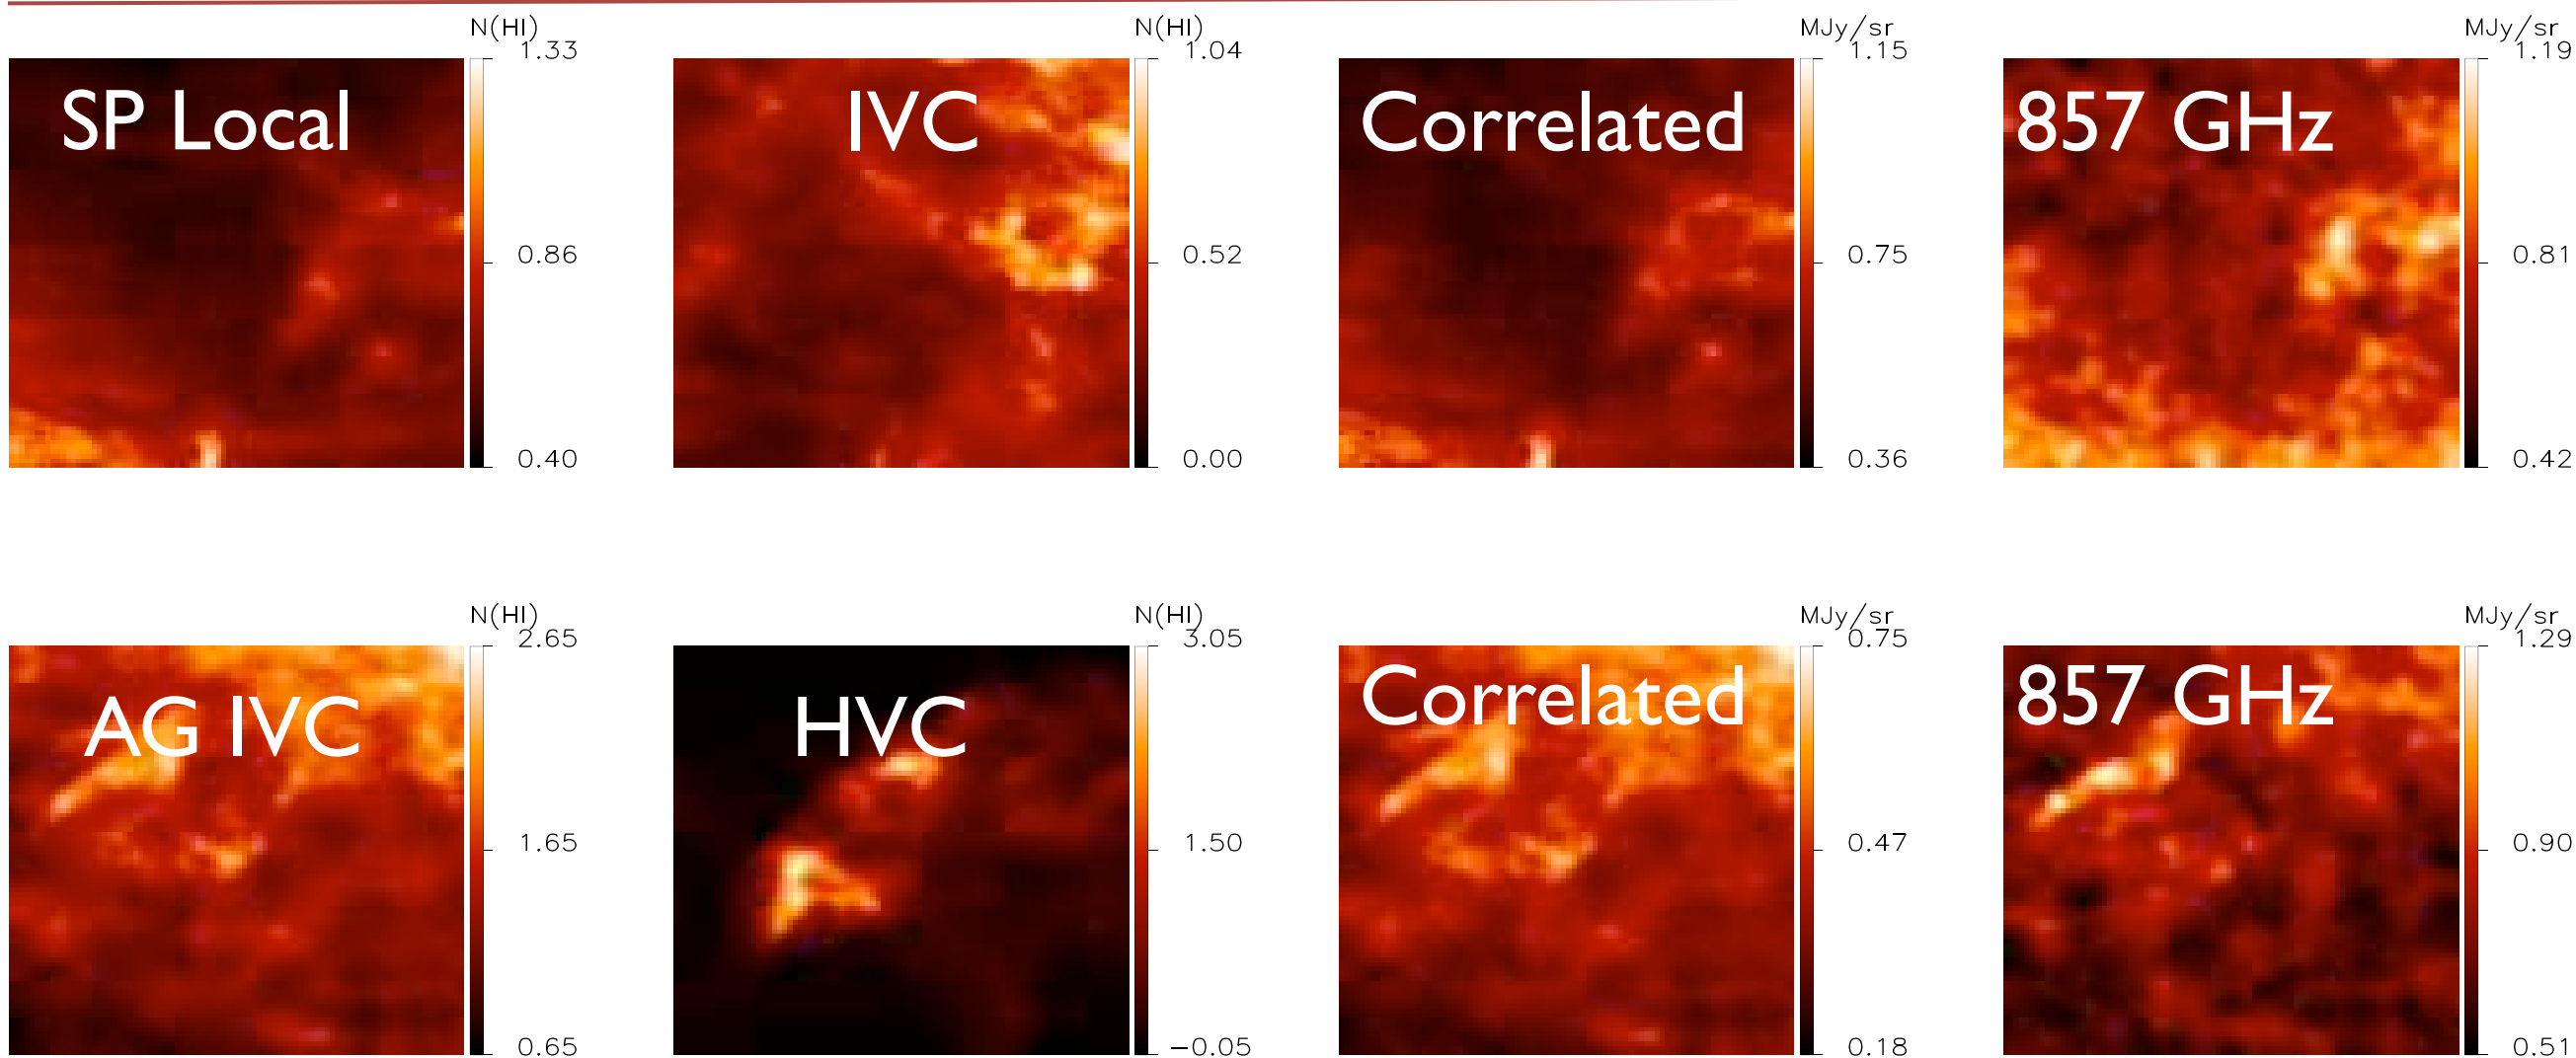 N(HI)
1.33
SP Local
0.86
0.40
N(HI)
1.04
IVC
0.52
0.00
MJy/sr
1.15
Correlated
0.75
0.36
MJy/sr
1.19
857 GHz
0.81
0.42
N(HI)
2.65
AG IVC
1.65
0.65
N(HI)
3.05
HVC
1.50
−0.05
MJy/sr
0.75
Correlated
0.47
0.18
MJy/sr
1.29
857 GHz
0.90
0.51